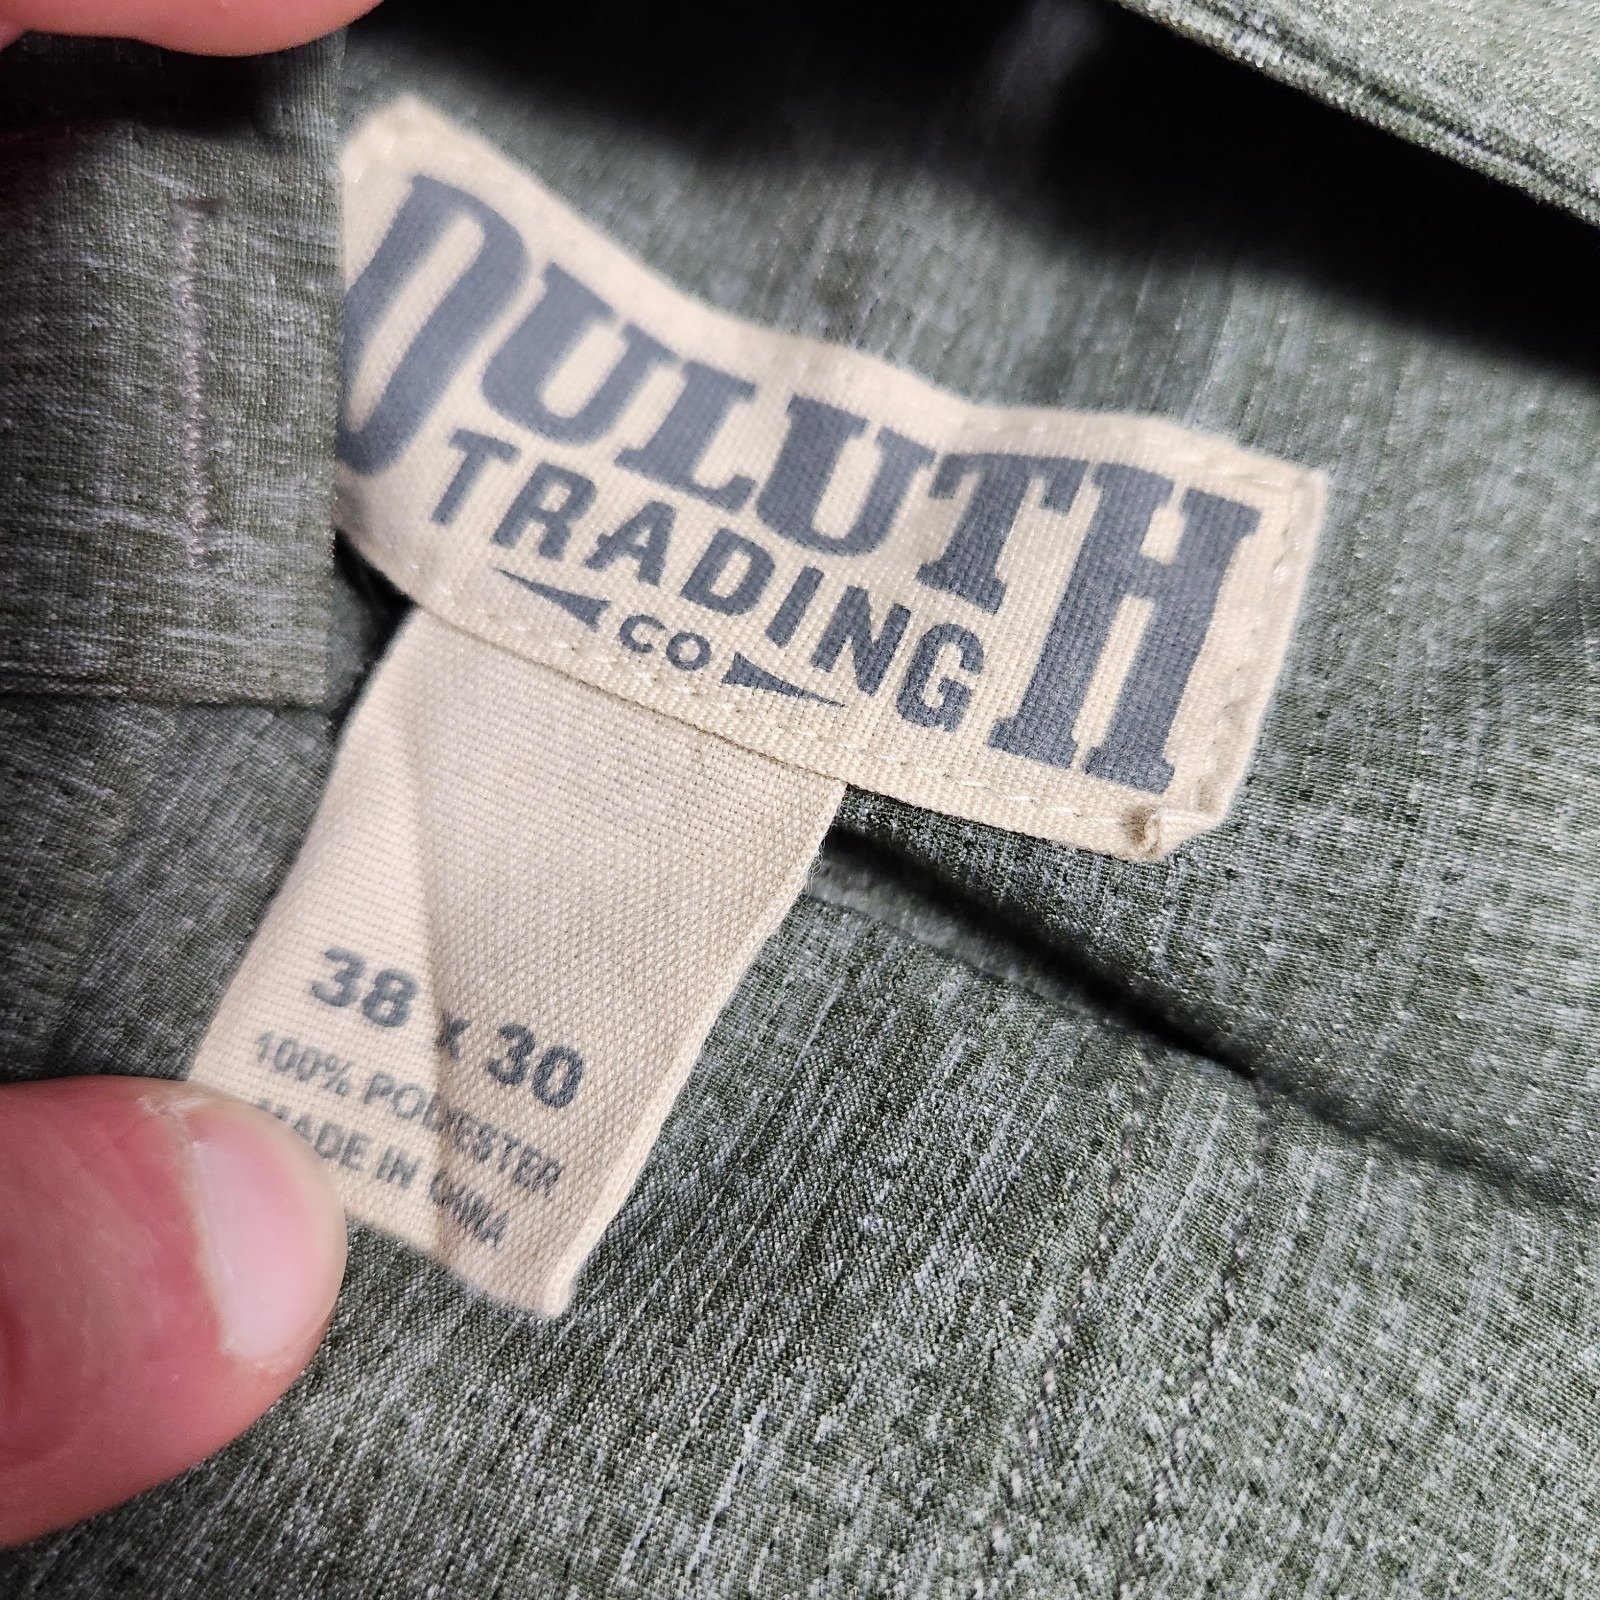 DULUTH
TRADING
CO
38 x 30
100% POLYESTER
MADE IN CHINA